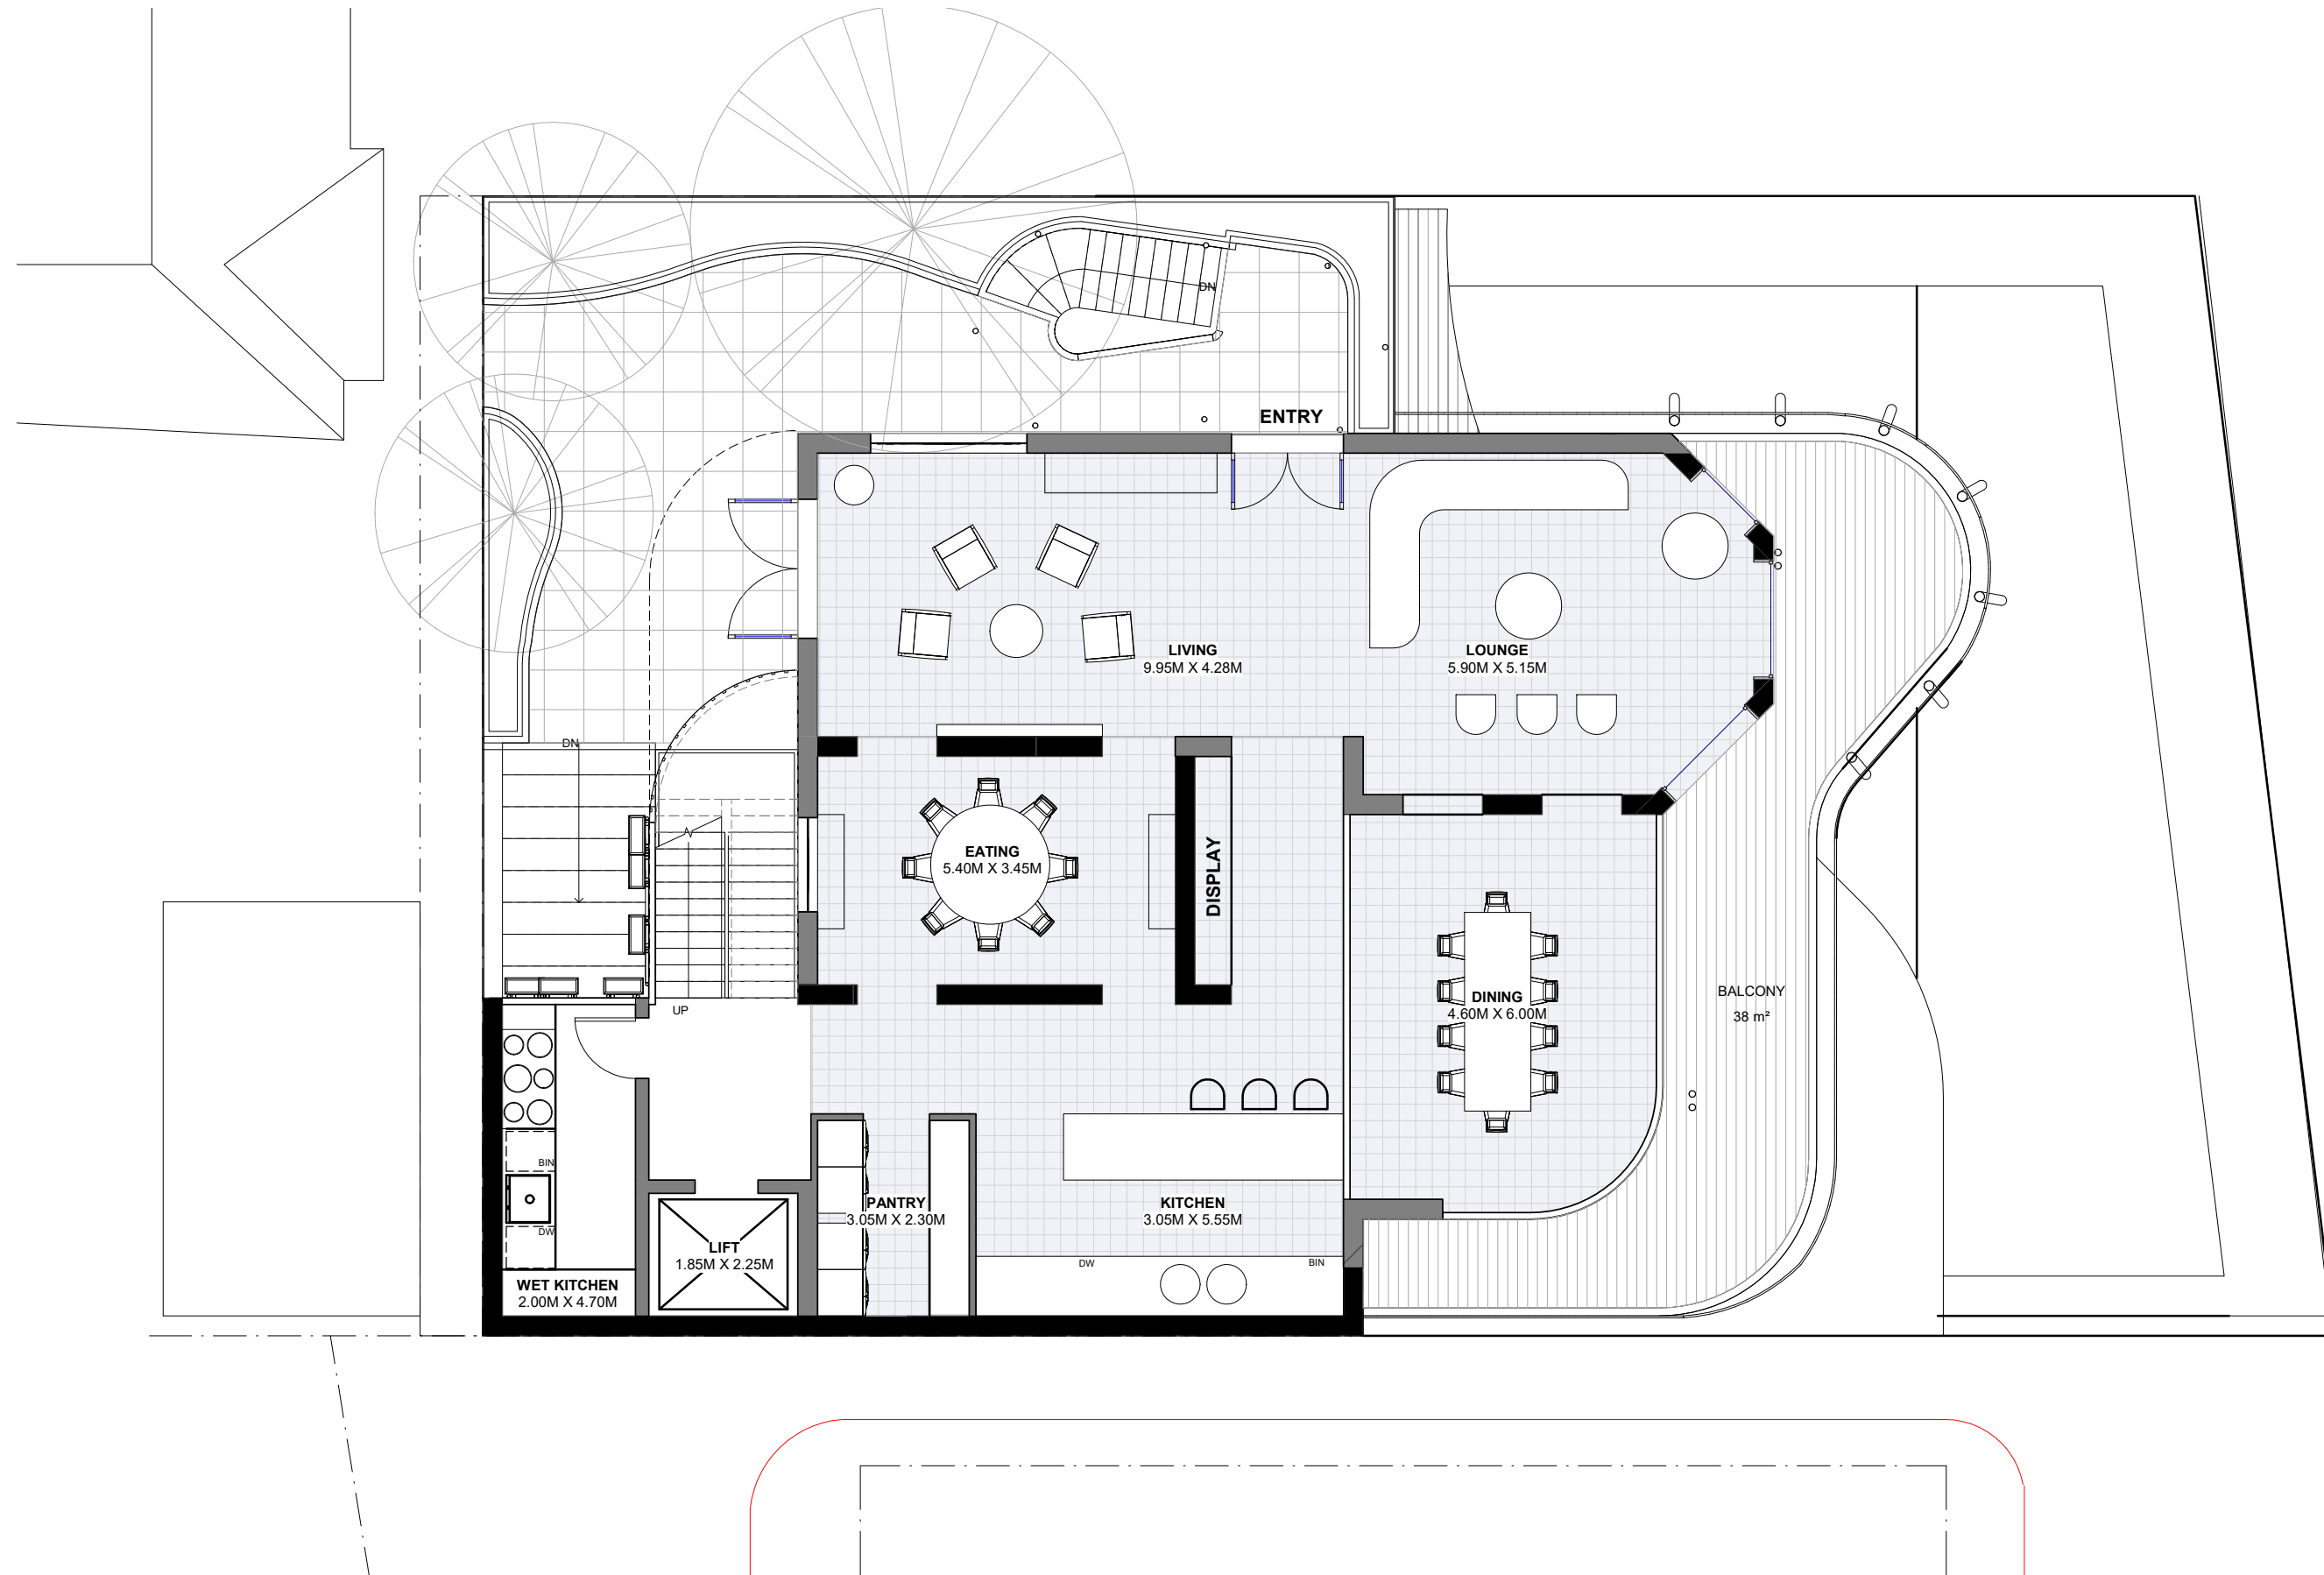 DN
ENTRY
LIVING
9.95M X 4.28M
LOUNGE
5.90M X 5.15M
DN
EATING
5.40M X 3.45M
DISPLAY
DINING
4.60M X 6.00M
BALCONY
38 m²
UP
BIN
DW
PANTRY
3.05M X 2.30M
KITCHEN
3.05M X 5.55M
LIFT
1.85M X 2.25M
DW
BIN
WET KITCHEN
2.00M X 4.70M